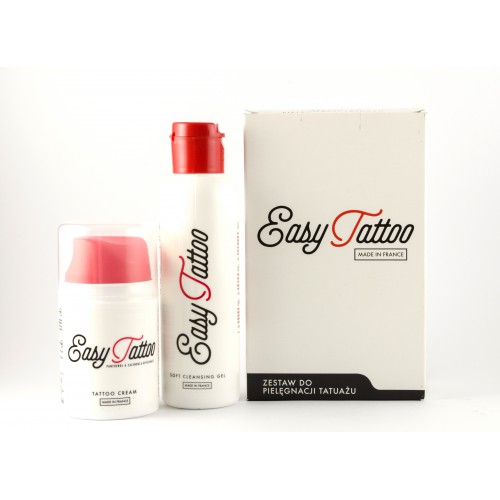 Easy Tattoo
TATTOO CREAM
MADE IN FRANCE
Easy Tattoo
SOFT CLEANSING GEL
MADE IN FRANCE
Easy Tattoo
MADE IN FRANCE
ZESTAW DO
PIELĘGNACJI TATUAŻU